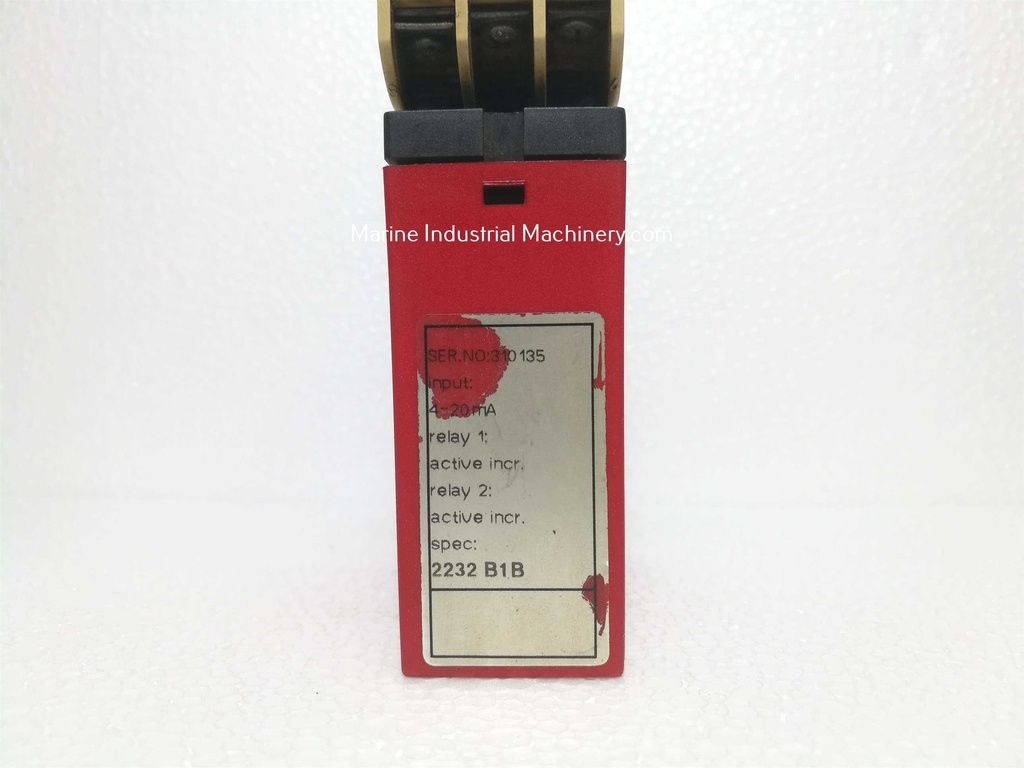 Marine Industrial Machinery.com
SER.NO:310135
input:
4-20mA
relay 1:
active incr.
relay 2:
active incr.
spec:
2232 B1B